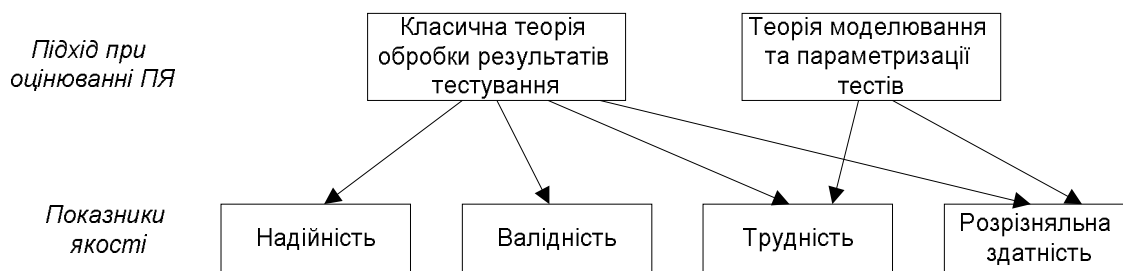 Підхід при
оцінюванні ПЯ
Класична теорія
обробки результатів
тестування
Теорія моделювання
та параметризації
тестів
Показники
якості
Надійність
Валідність
Трудність
Розрізняльна
здатність